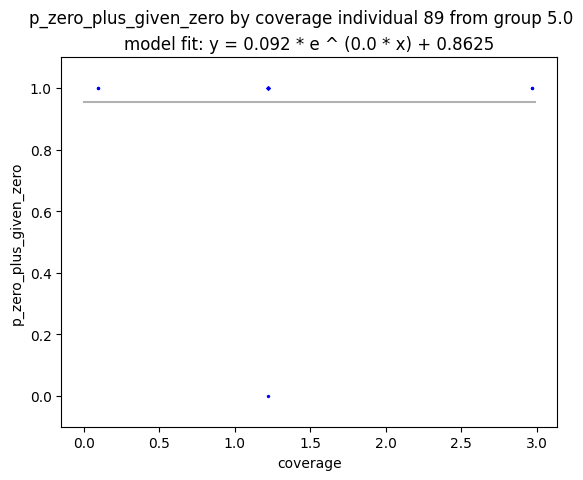 p_zero_plus_given_zero by coverage individual 89 from group 5.0
model fit: y = 0.092 * e ^ (0.0 * x) + 0.8625
1.0
0.8
0.6
0.4
0.2
0.0
p_zero_plus_given_zero
0.0 0.5 1.0 1.5 2.0 2.5 3.0
coverage